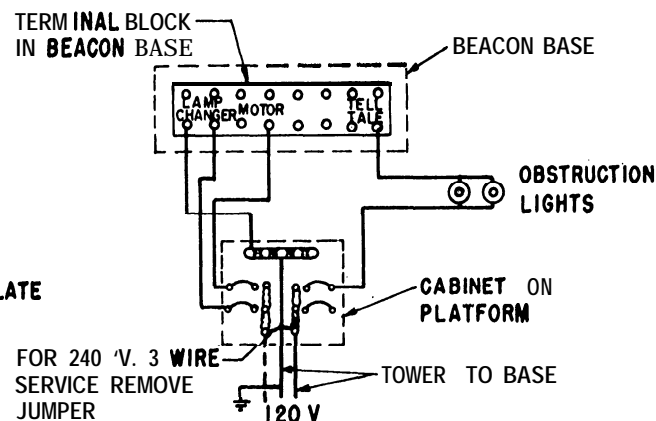 TERMINAL BLOCK
IN BEACON BASE
BEACON BASE
LAMP
CHANGER
MOTOR
TELL
TALE
OBSTRUCTION
LIGHTS
LATE
CABINET ON
PLATFORM
FOR 240 'V. 3 WIRE
SERVICE REMOVE
JUMPER
TOWER TO BASE
120 V